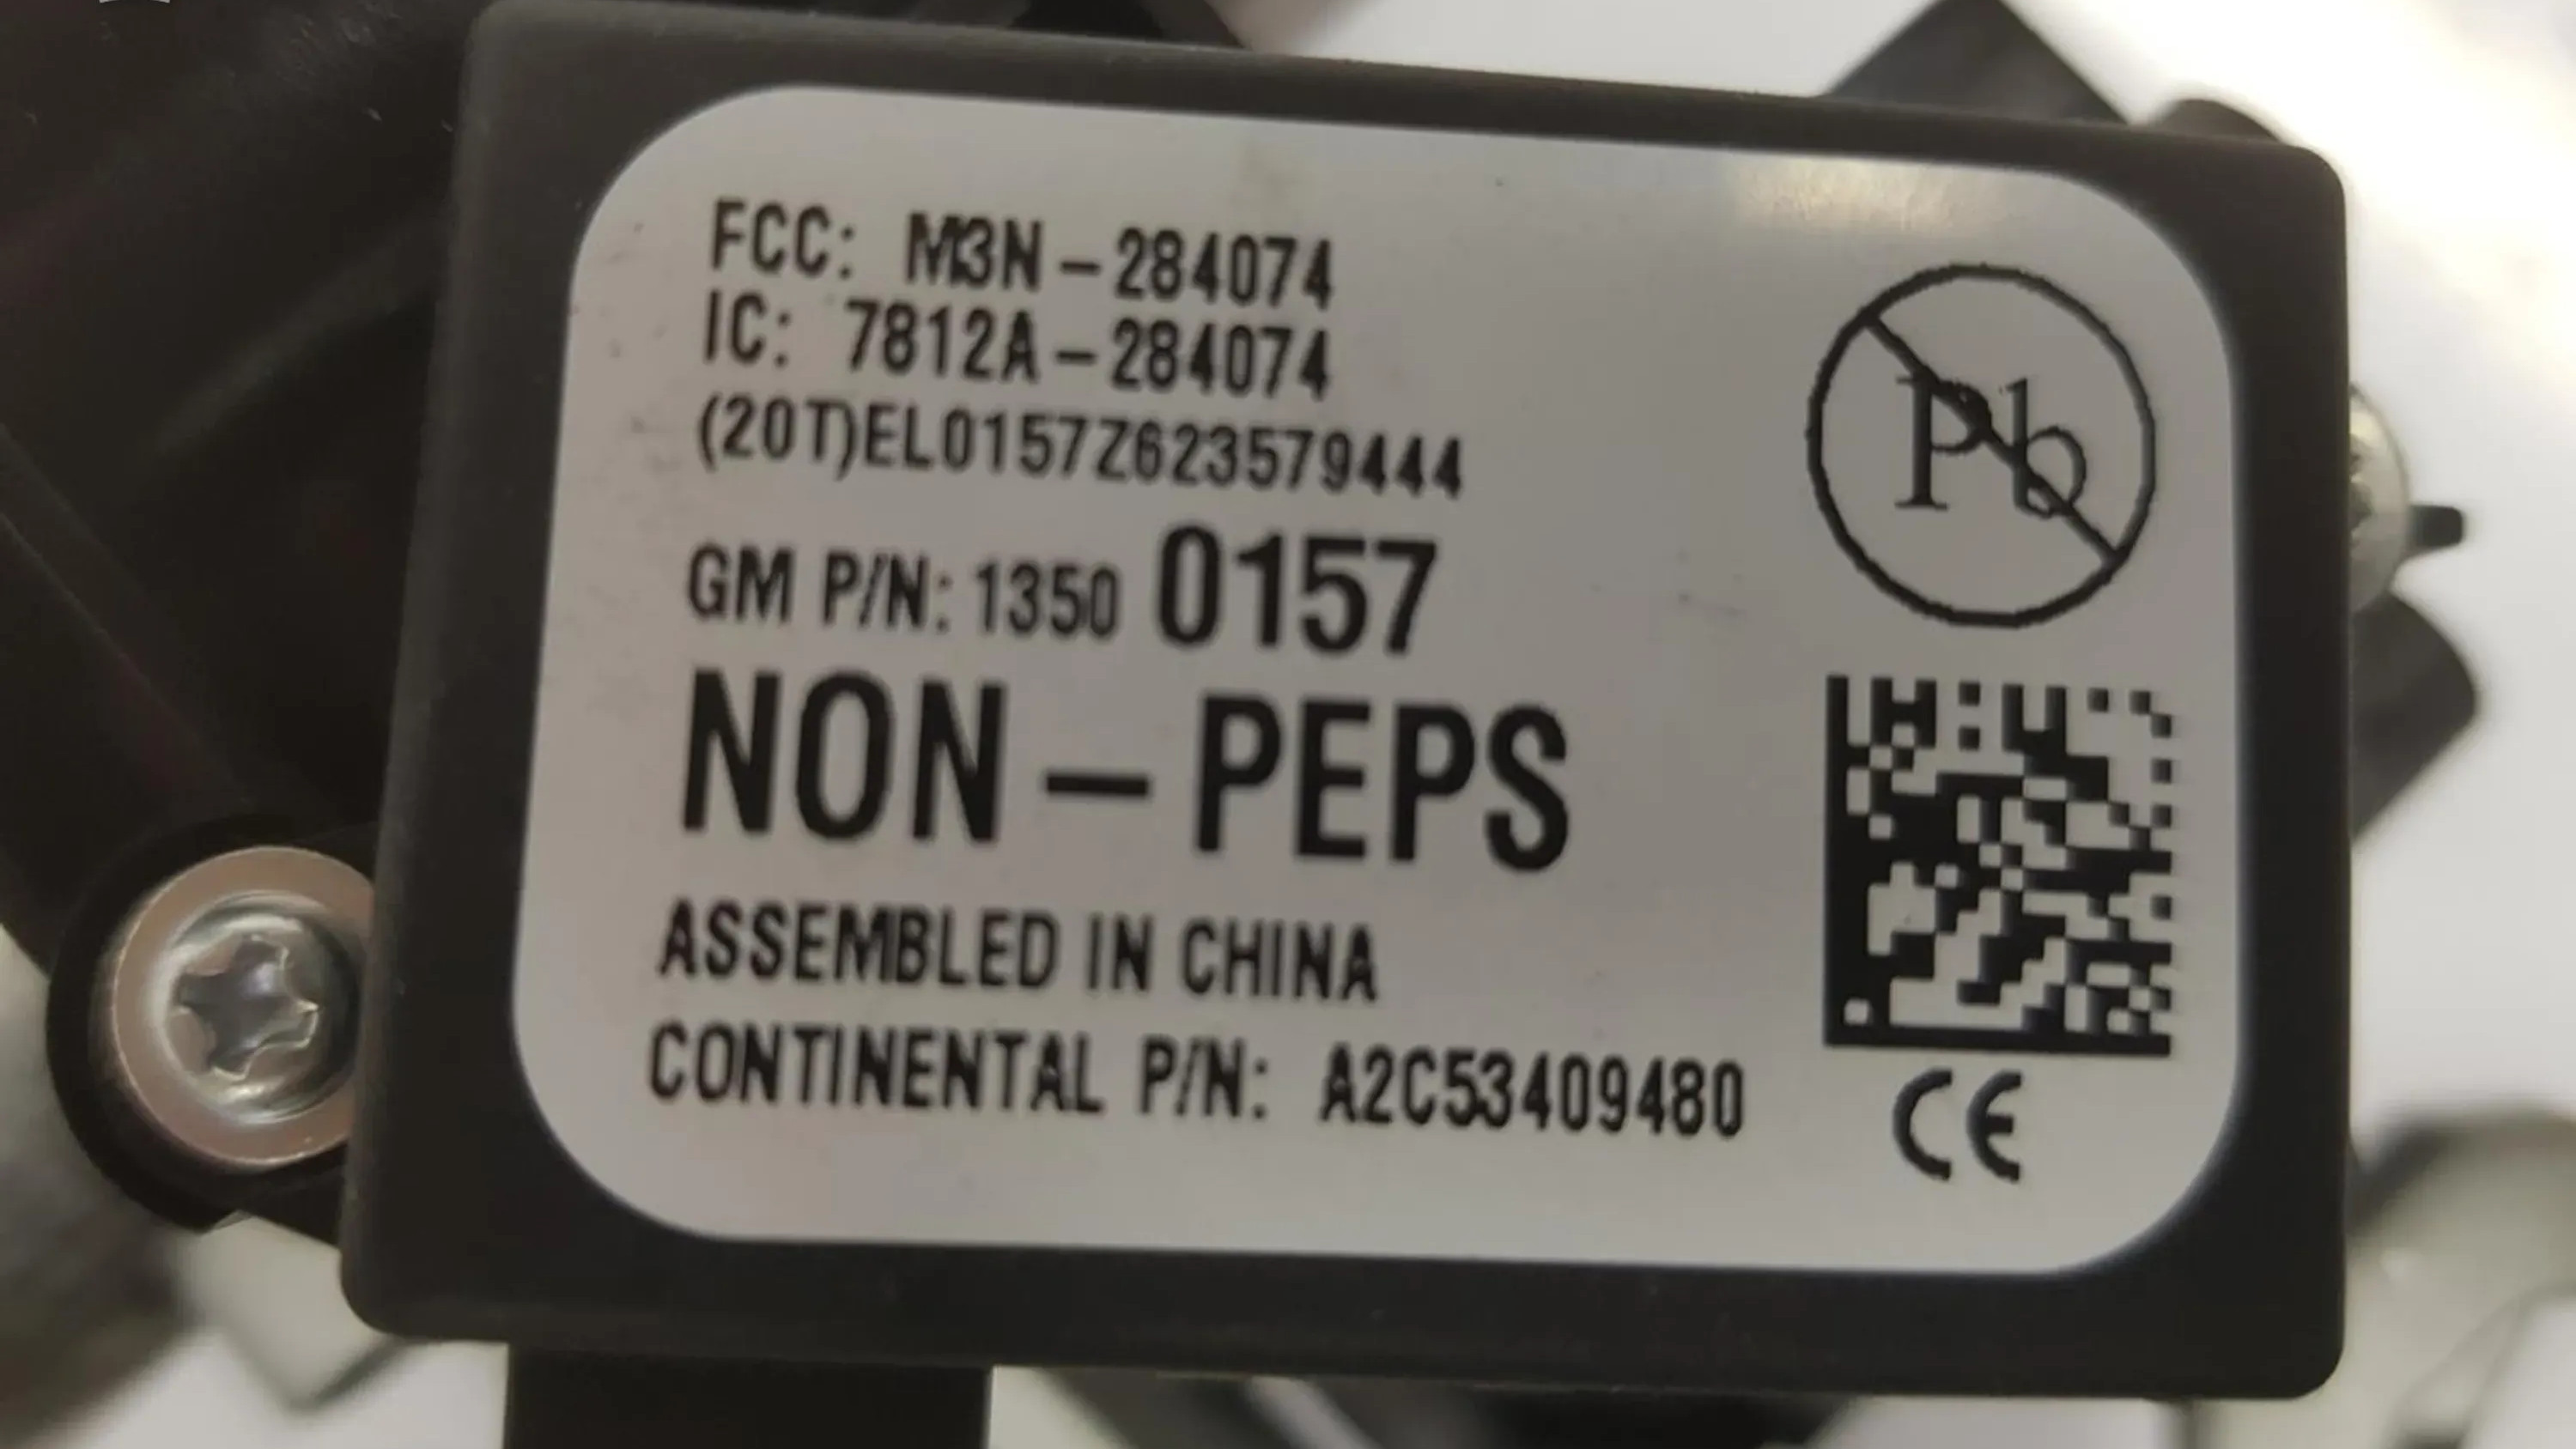 FCC: M3N-284074
IC: 7812A-284074
(20T)EL0157Z623579444
GM P/N: 1350 0157
NON-PEPS
ASSEMBLED IN CHINA
CONTINENTAL P/N: A2C53409480
Pb
CE